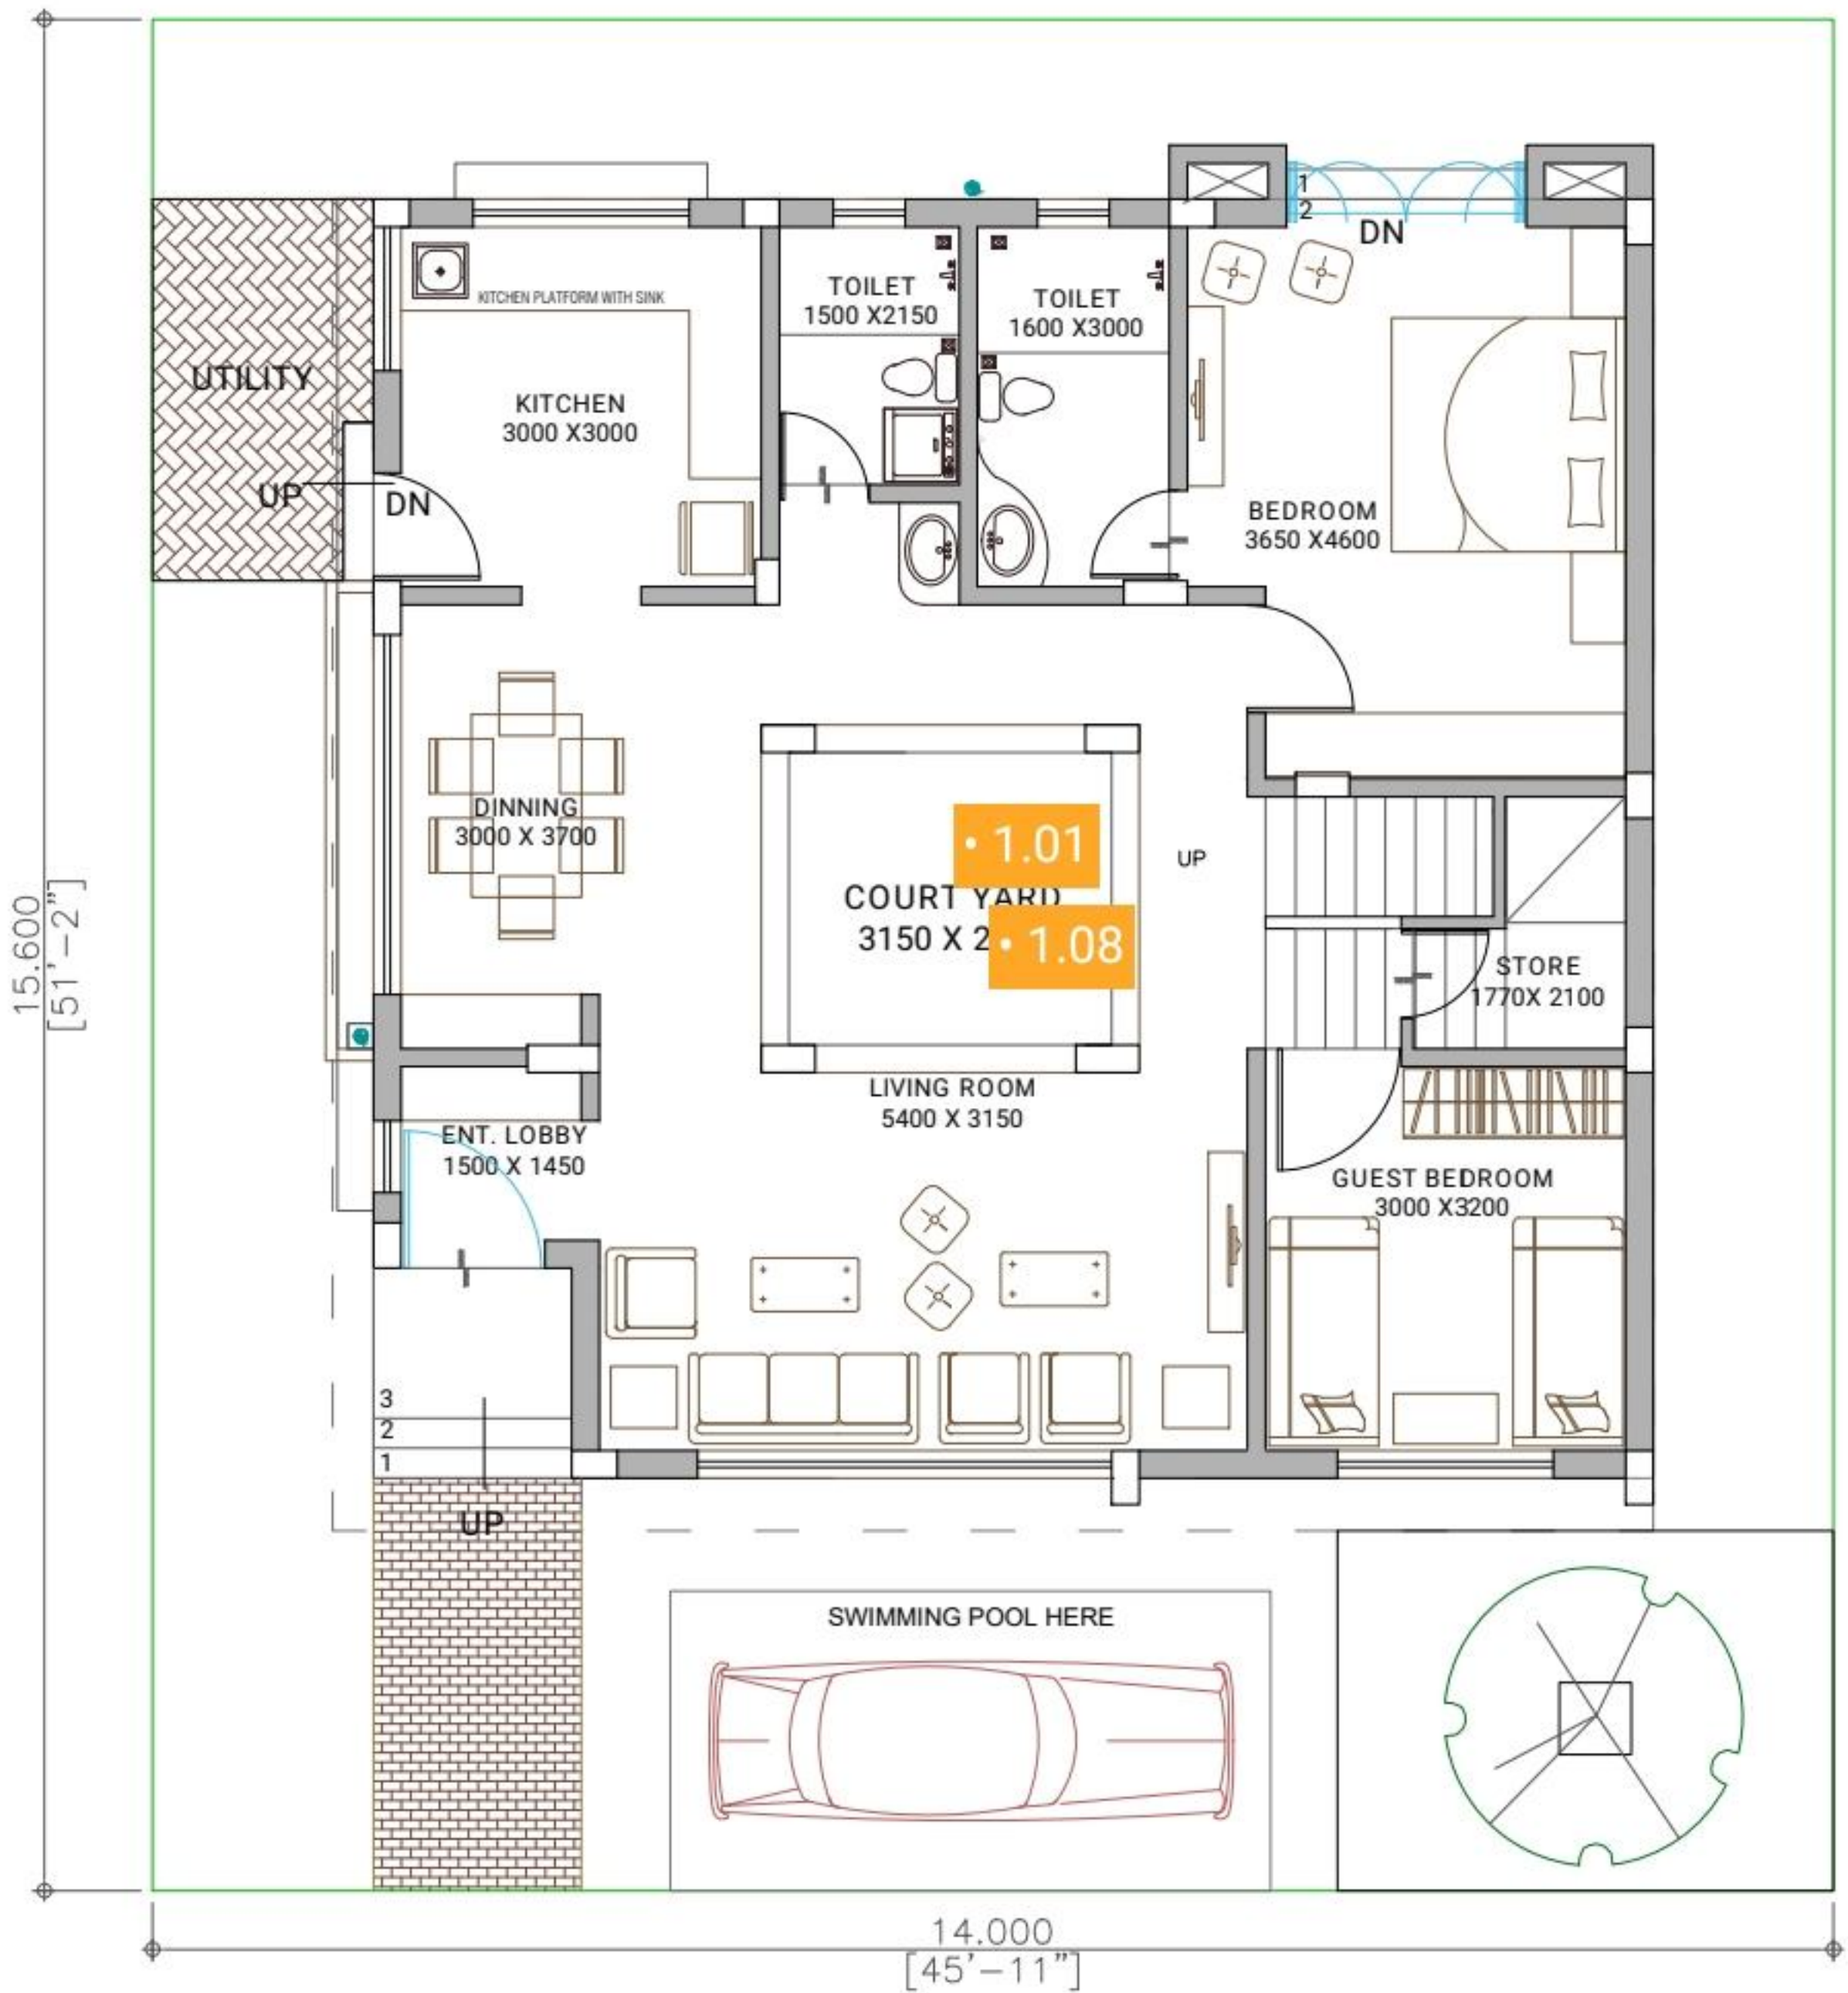 1
2
DN
TOILET
1500 X2150
TOILET
1600 X3000
KITCHEN PLATFORM WITH SINK
UTILITY
KITCHEN
3000 X3000
UP
DN
BEDROOM
3650 X4600
DINNING
3000 X 3700
• 1.01
UP
COURT YARD
3150 X 2
• 1.08
STORE
1770X 2100
15.600
[51'-2"]
LIVING ROOM
5400 X 3150
ENT. LOBBY
1500 X 1450
GUEST BEDROOM
3000 X3200
3
2
1
UP
SWIMMING POOL HERE
14.000
[45'-11"]